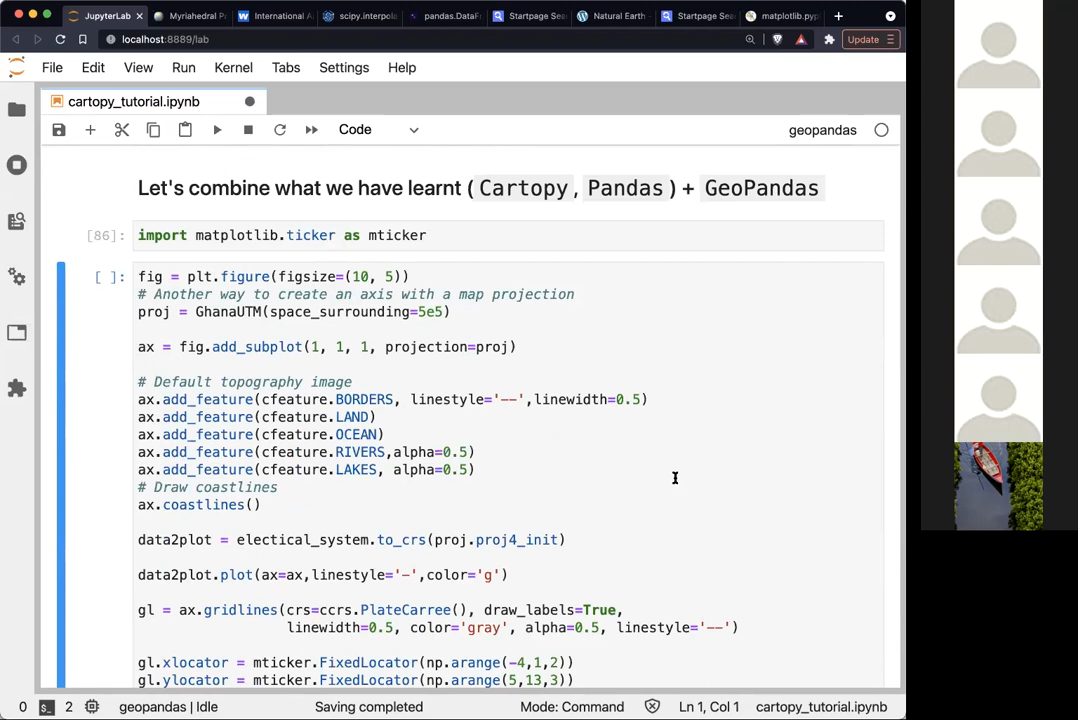 JupyterLab
Myriahedral P
International A
scipy.interpola
pandas.DataF
Startpage Sea
Natural Earth
Startpage Sea
matplotlib.pyp
localhost:8889/lab
Update
File Edit View Run Kernel Tabs Settings Help
cartopy_tutorial.ipynb
Code
geopandas
Let's combine what we have learnt (Cartopy, Pandas) + GeoPandas
[86]: import matplotlib.ticker as mticker
[ ]: fig = plt.figure(figsize=(10, 5))
# Another way to create an axis with a map projection
proj = GhanaUTM(space_surrounding=5e5)
ax = fig.add_subplot(1, 1, 1, projection=proj)
# Default topography image
ax.add_feature(cfeature.BORDERS, linestyle='--',linewidth=0.5)
ax.add_feature(cfeature.LAND)
ax.add_feature(cfeature.OCEAN)
ax.add_feature(cfeature.RIVERS,alpha=0.5)
ax.add_feature(cfeature.LAKES, alpha=0.5)
# Draw coastlines
ax.coastlines()
data2plot = electical_system.to_crs(proj.proj4_init)
data2plot.plot(ax=ax,linestyle='-',color='g')
gl = ax.gridlines(crs=ccrs.PlateCarree(), draw_labels=True,
linewidth=0.5, color='gray', alpha=0.5, linestyle='--')
gl.xlocator = mticker.FixedLocator(np.arange(-4,1,2))
gl.ylocator = mticker.FixedLocator(np.arange(5,13,3))
0 $_ 2 geopandas | Idle Saving completed Mode: Command Ln 1, Col 1 cartopy_tutorial.ipynb